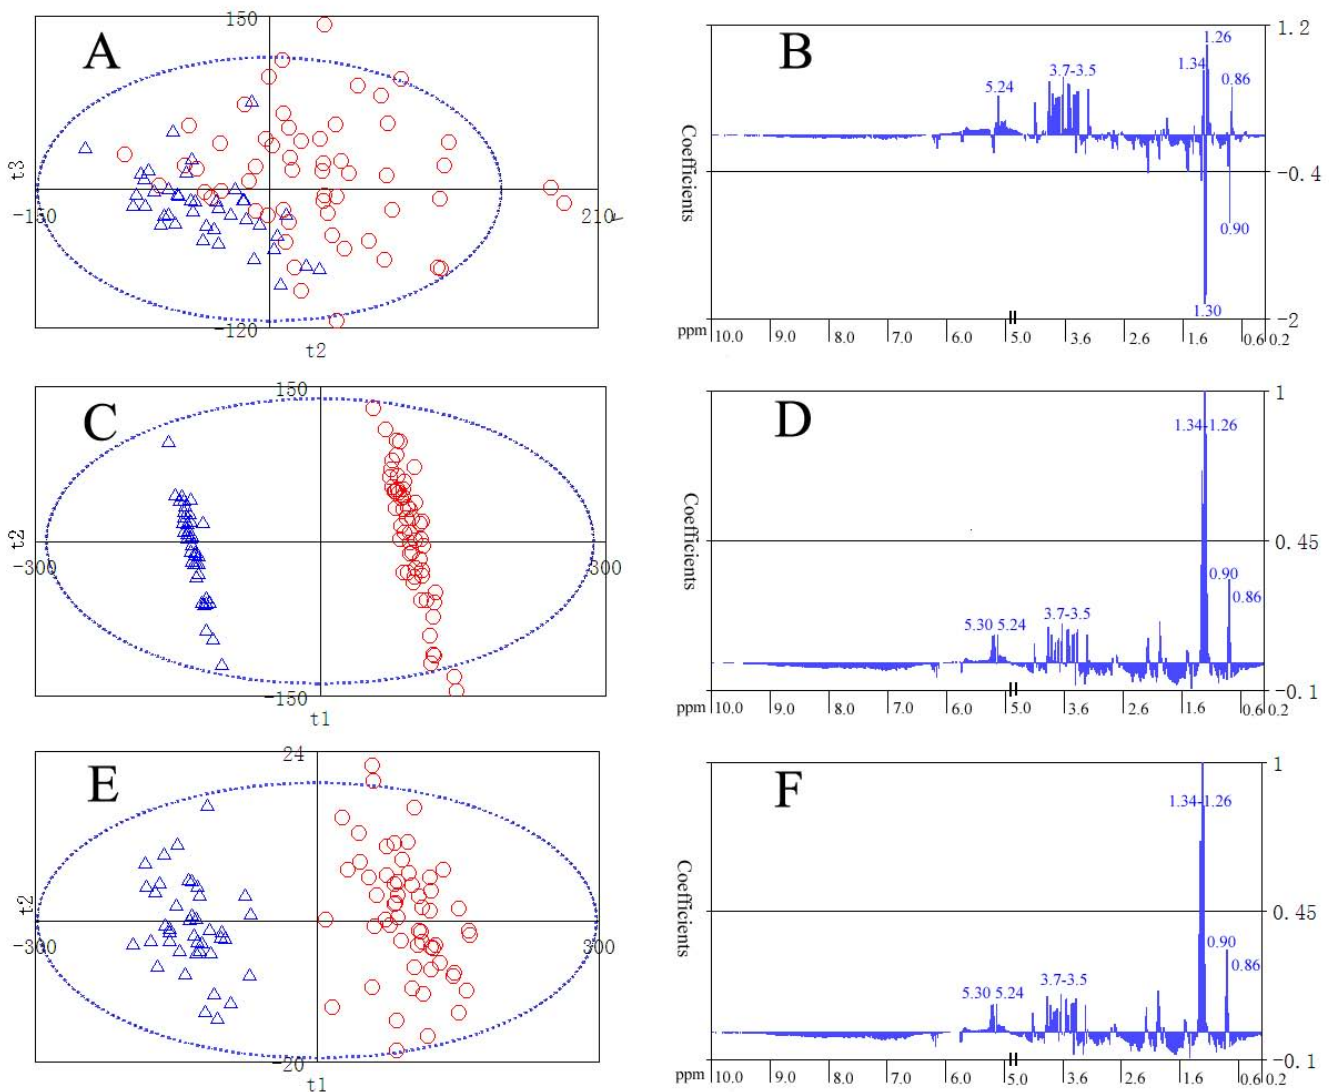 A
150
t3
-150
210
-120
t2
B
1.2
1.26
1.34
0.86
3.7-3.5
5.24
Coefficients
-0.4
0.90
1.30
-2
ppm 10.0 9.0 8.0 7.0 6.0 5.0 3.6 2.6 1.6 0.6 0.2
C
150
t2
-300
300
-150
t1
D
1
1.34-1.26
Coefficients
0.45
0.90
0.86
3.7-3.5
5.30 5.24
-0.1
ppm 10.0 9.0 8.0 7.0 6.0 5.0 3.6 2.6 1.6 0.6 0.2
E
24
t2
-300
300
-20
t1
F
1
1.34-1.26
Coefficients
0.45
0.90
0.86
3.7-3.5
5.30 5.24
-0.1
ppm 10.0 9.0 8.0 7.0 6.0 5.0 3.6 2.6 1.6 0.6 0.2